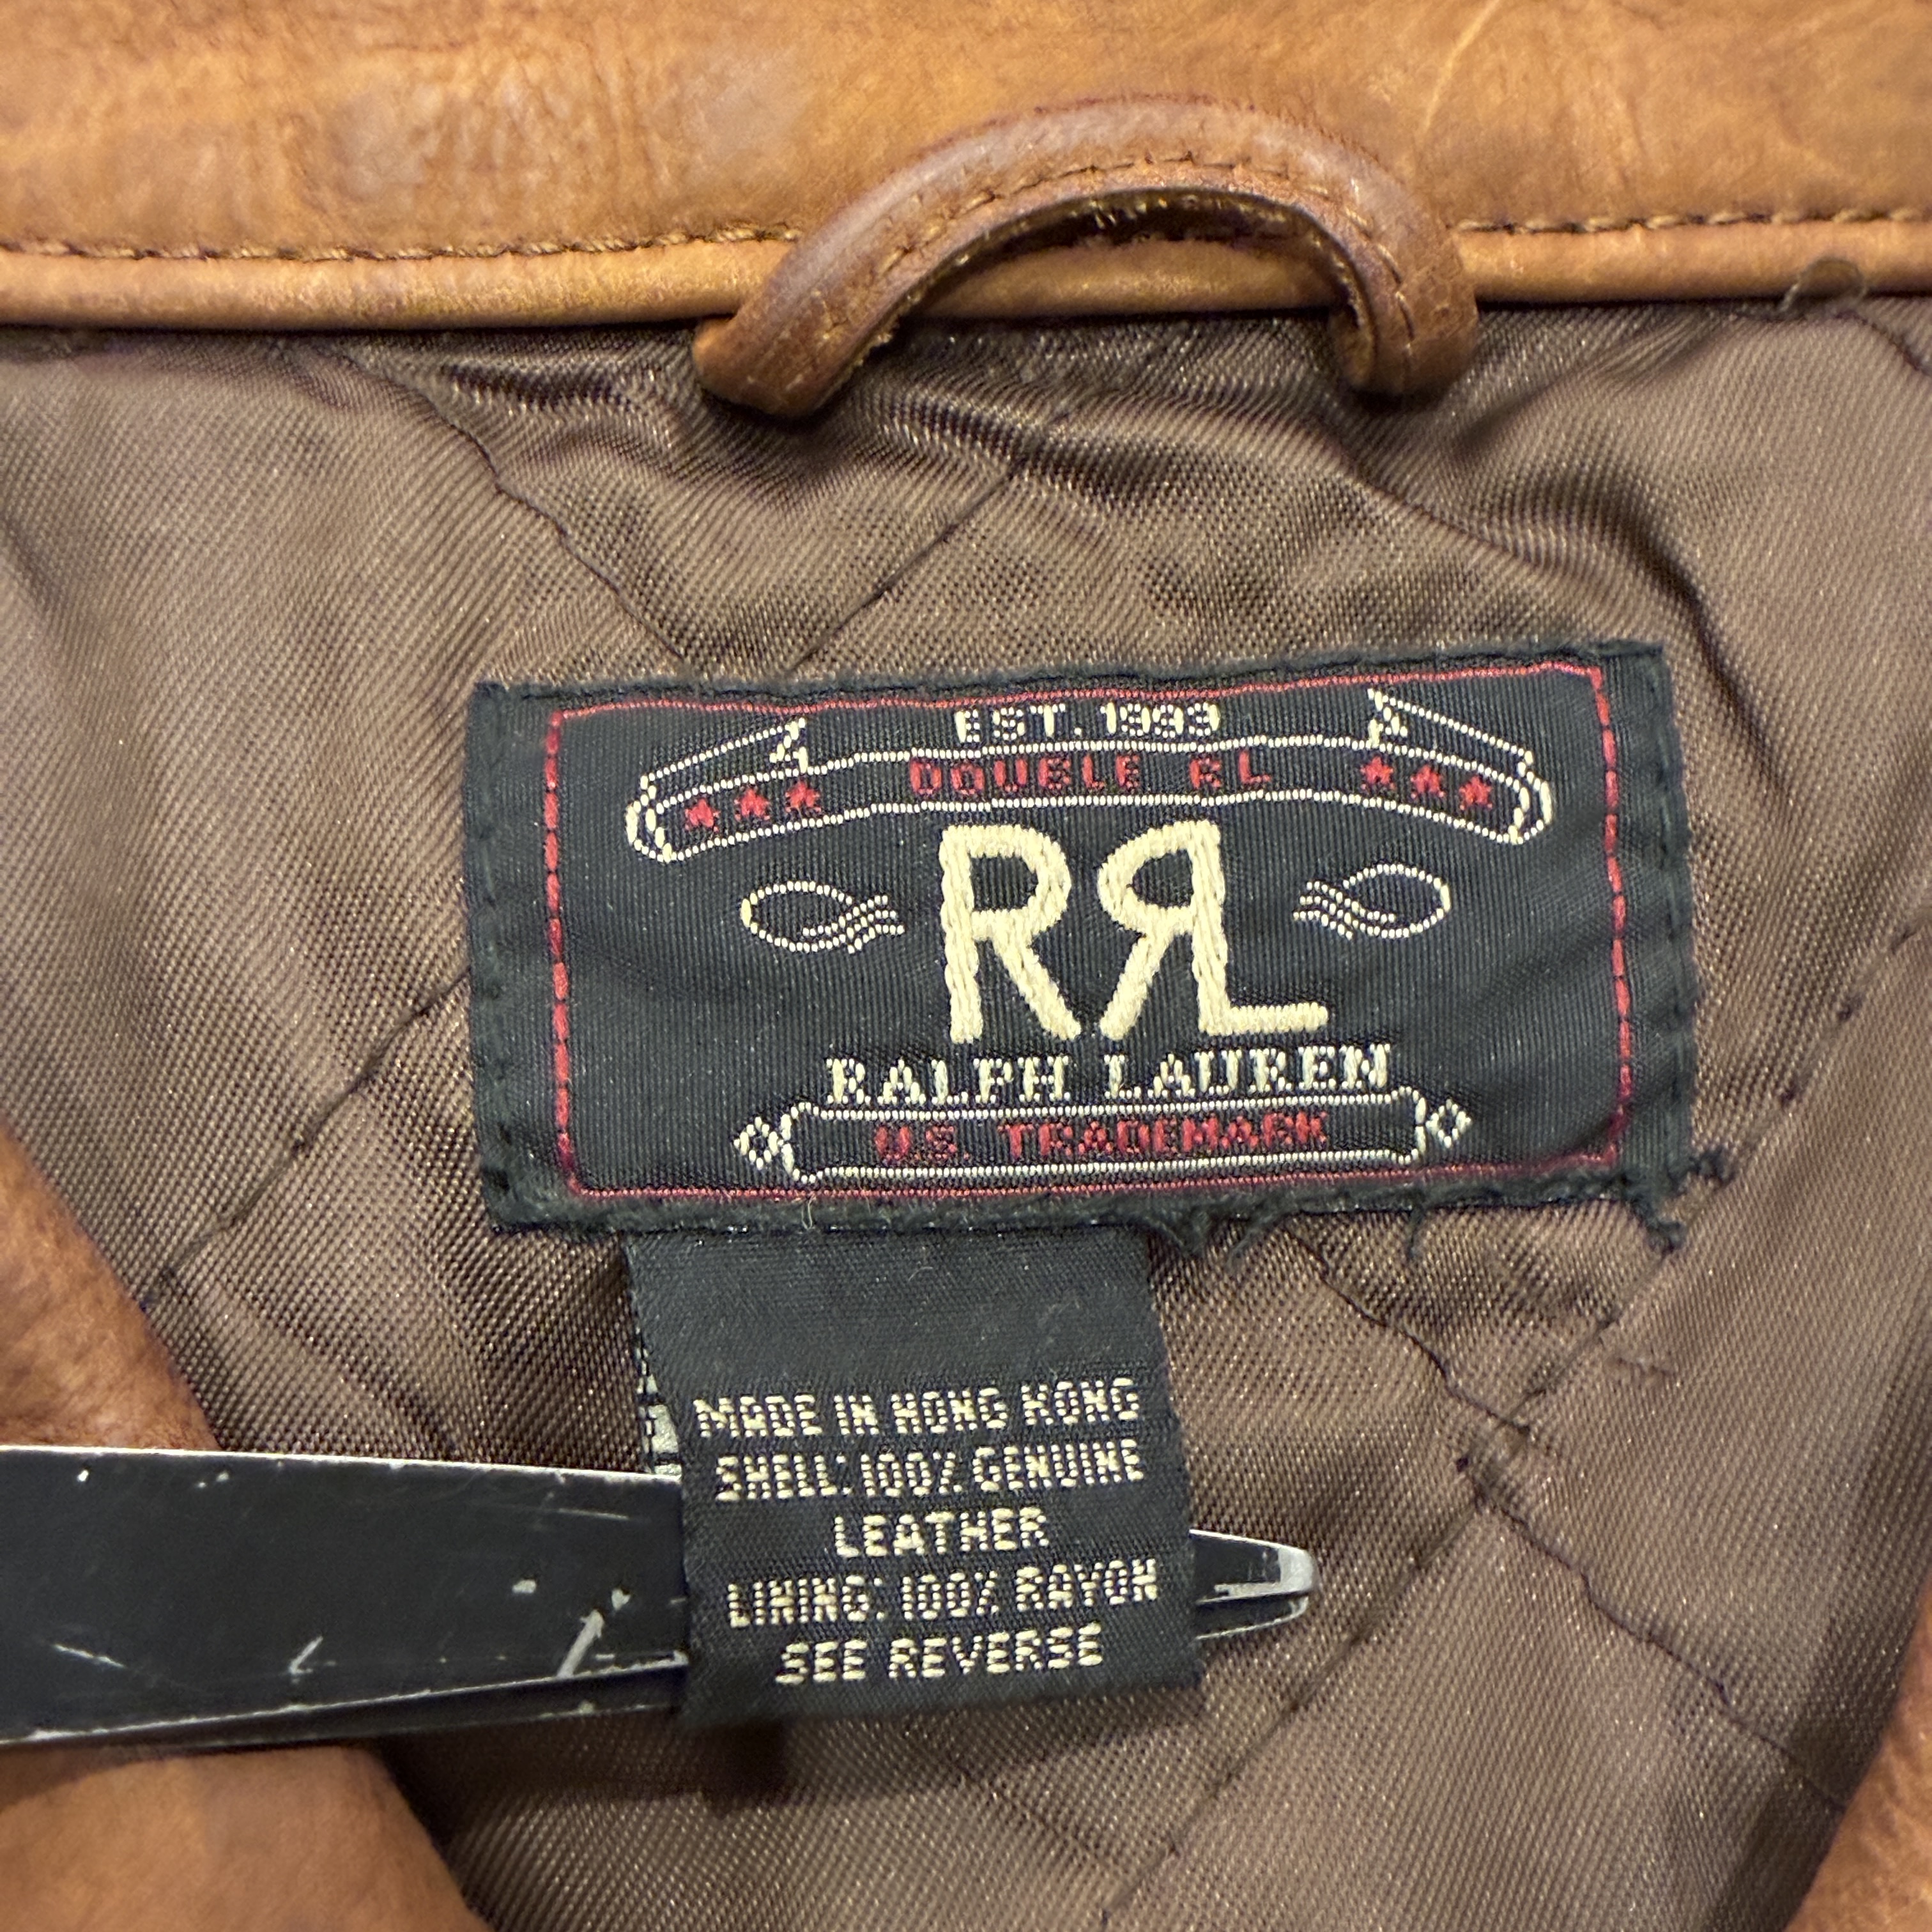 EST. 1993
DOUBLE RL
RRL
RALPH LAUREN
U.S. TRADEMARK
MADE IN HONG KONG
SHELL: 100% GENUINE
LEATHER
LINING: 100% RAYON
SEE REVERSE